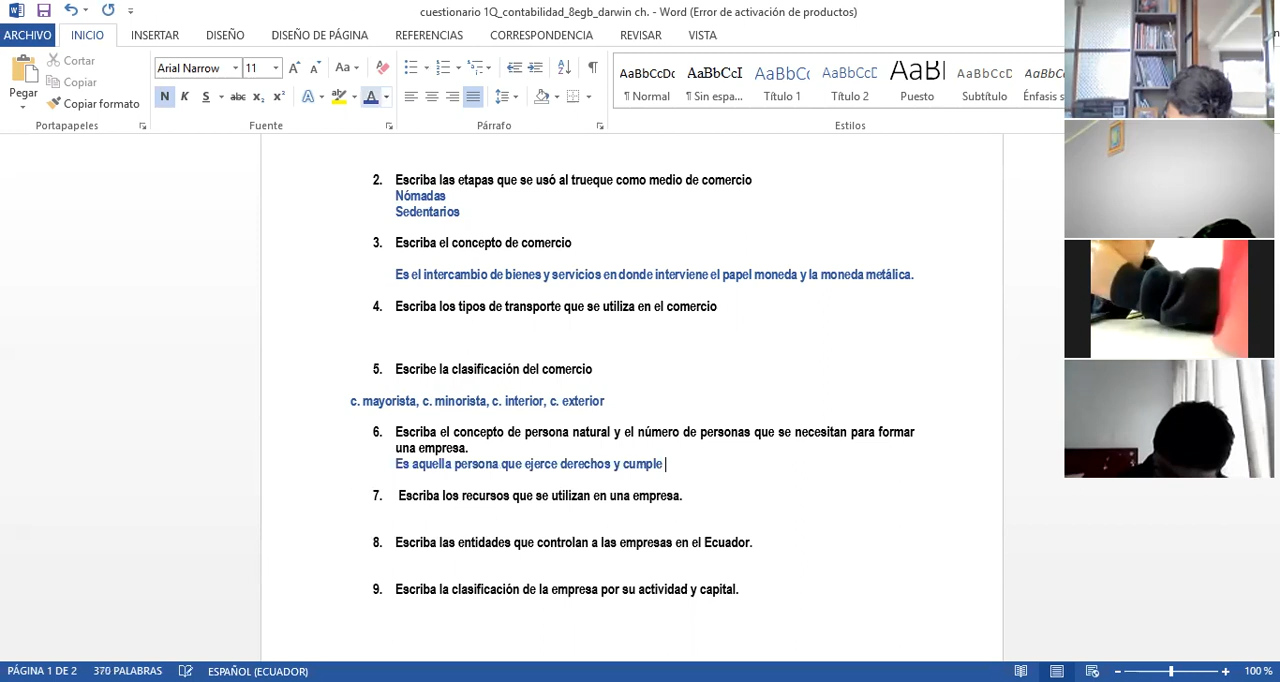 cuestionario 1Q_contabilidad_8egb_darwin ch. - Word (Error de activación de productos)
ARCHIVO INICIO INSERTAR DISEÑO DISEÑO DE PÁGINA REFERENCIAS CORRESPONDENCIA REVISAR VISTA
Pegar
Cortar
Copiar
Copiar formato
Portapapeles
Arial Narrow 11
N K S abc x₂ x²
Fuente
Párrafo
AaBbCcDc AaBbCcI AaBbCc AaBbCcD AaBl AaBbCcD AaBbCc
¶ Normal ¶ Sin espa... Título 1 Título 2 Puesto Subtítulo Énfasis s
Estilos
2. Escriba las etapas que se usó al trueque como medio de comercio
Nómadas
Sedentarios
3. Escriba el concepto de comercio
Es el intercambio de bienes y servicios en donde interviene el papel moneda y la moneda metálica.
4. Escriba los tipos de transporte que se utiliza en el comercio
5. Escribe la clasificación del comercio
c. mayorista, c. minorista, c. interior, c. exterior
6. Escriba el concepto de persona natural y el número de personas que se necesitan para formar
una empresa.
Es aquella persona que ejerce derechos y cumple
7. Escriba los recursos que se utilizan en una empresa.
8. Escriba las entidades que controlan a las empresas en el Ecuador.
9. Escriba la clasificación de la empresa por su actividad y capital.
PÁGINA 1 DE 2 370 PALABRAS ESPAÑOL (ECUADOR) 100 %